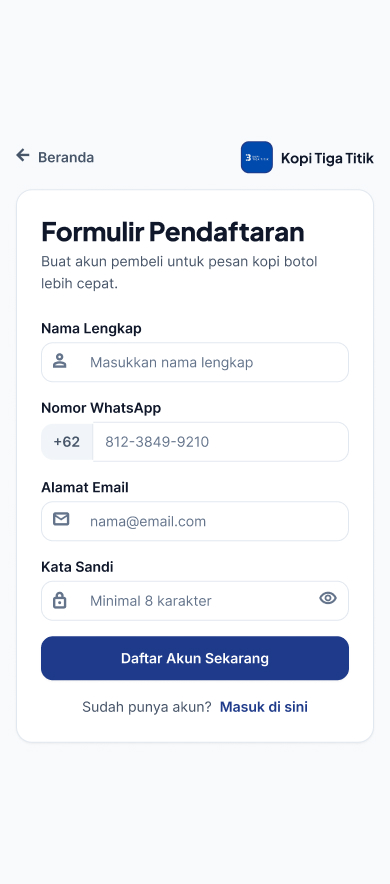 Beranda
Kopi Tiga Titik
Formulir Pendaftaran
Buat akun pembeli untuk pesan kopi botol
lebih cepat.
Nama Lengkap
Masukkan nama lengkap
Nomor WhatsApp
+62 812-3849-9210
Alamat Email
nama@email.com
Kata Sandi
Minimal 8 karakter
Daftar Akun Sekarang
Sudah punya akun? Masuk di sini